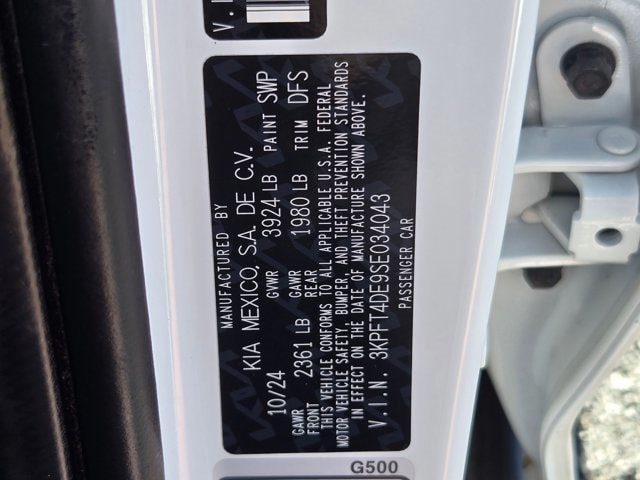 V.I
MANUFACTURED BY
KIA MEXICO, S.A. DE C.V.
10/24 GVWR 3924 LB PAINT SWP
GAWR FRONT 2361 LB GAWR REAR 1980 LB TRIM DFS
THIS VEHICLE CONFORMS TO ALL APPLICABLE U.S.A. FEDERAL
MOTOR VEHICLE SAFETY, BUMPER, AND THEFT PREVENTION STANDARDS
IN EFFECT ON THE DATE OF MANUFACTURE SHOWN ABOVE.
V.I.N. 3KPFT4DE9SE034043
PASSENGER CAR
G500